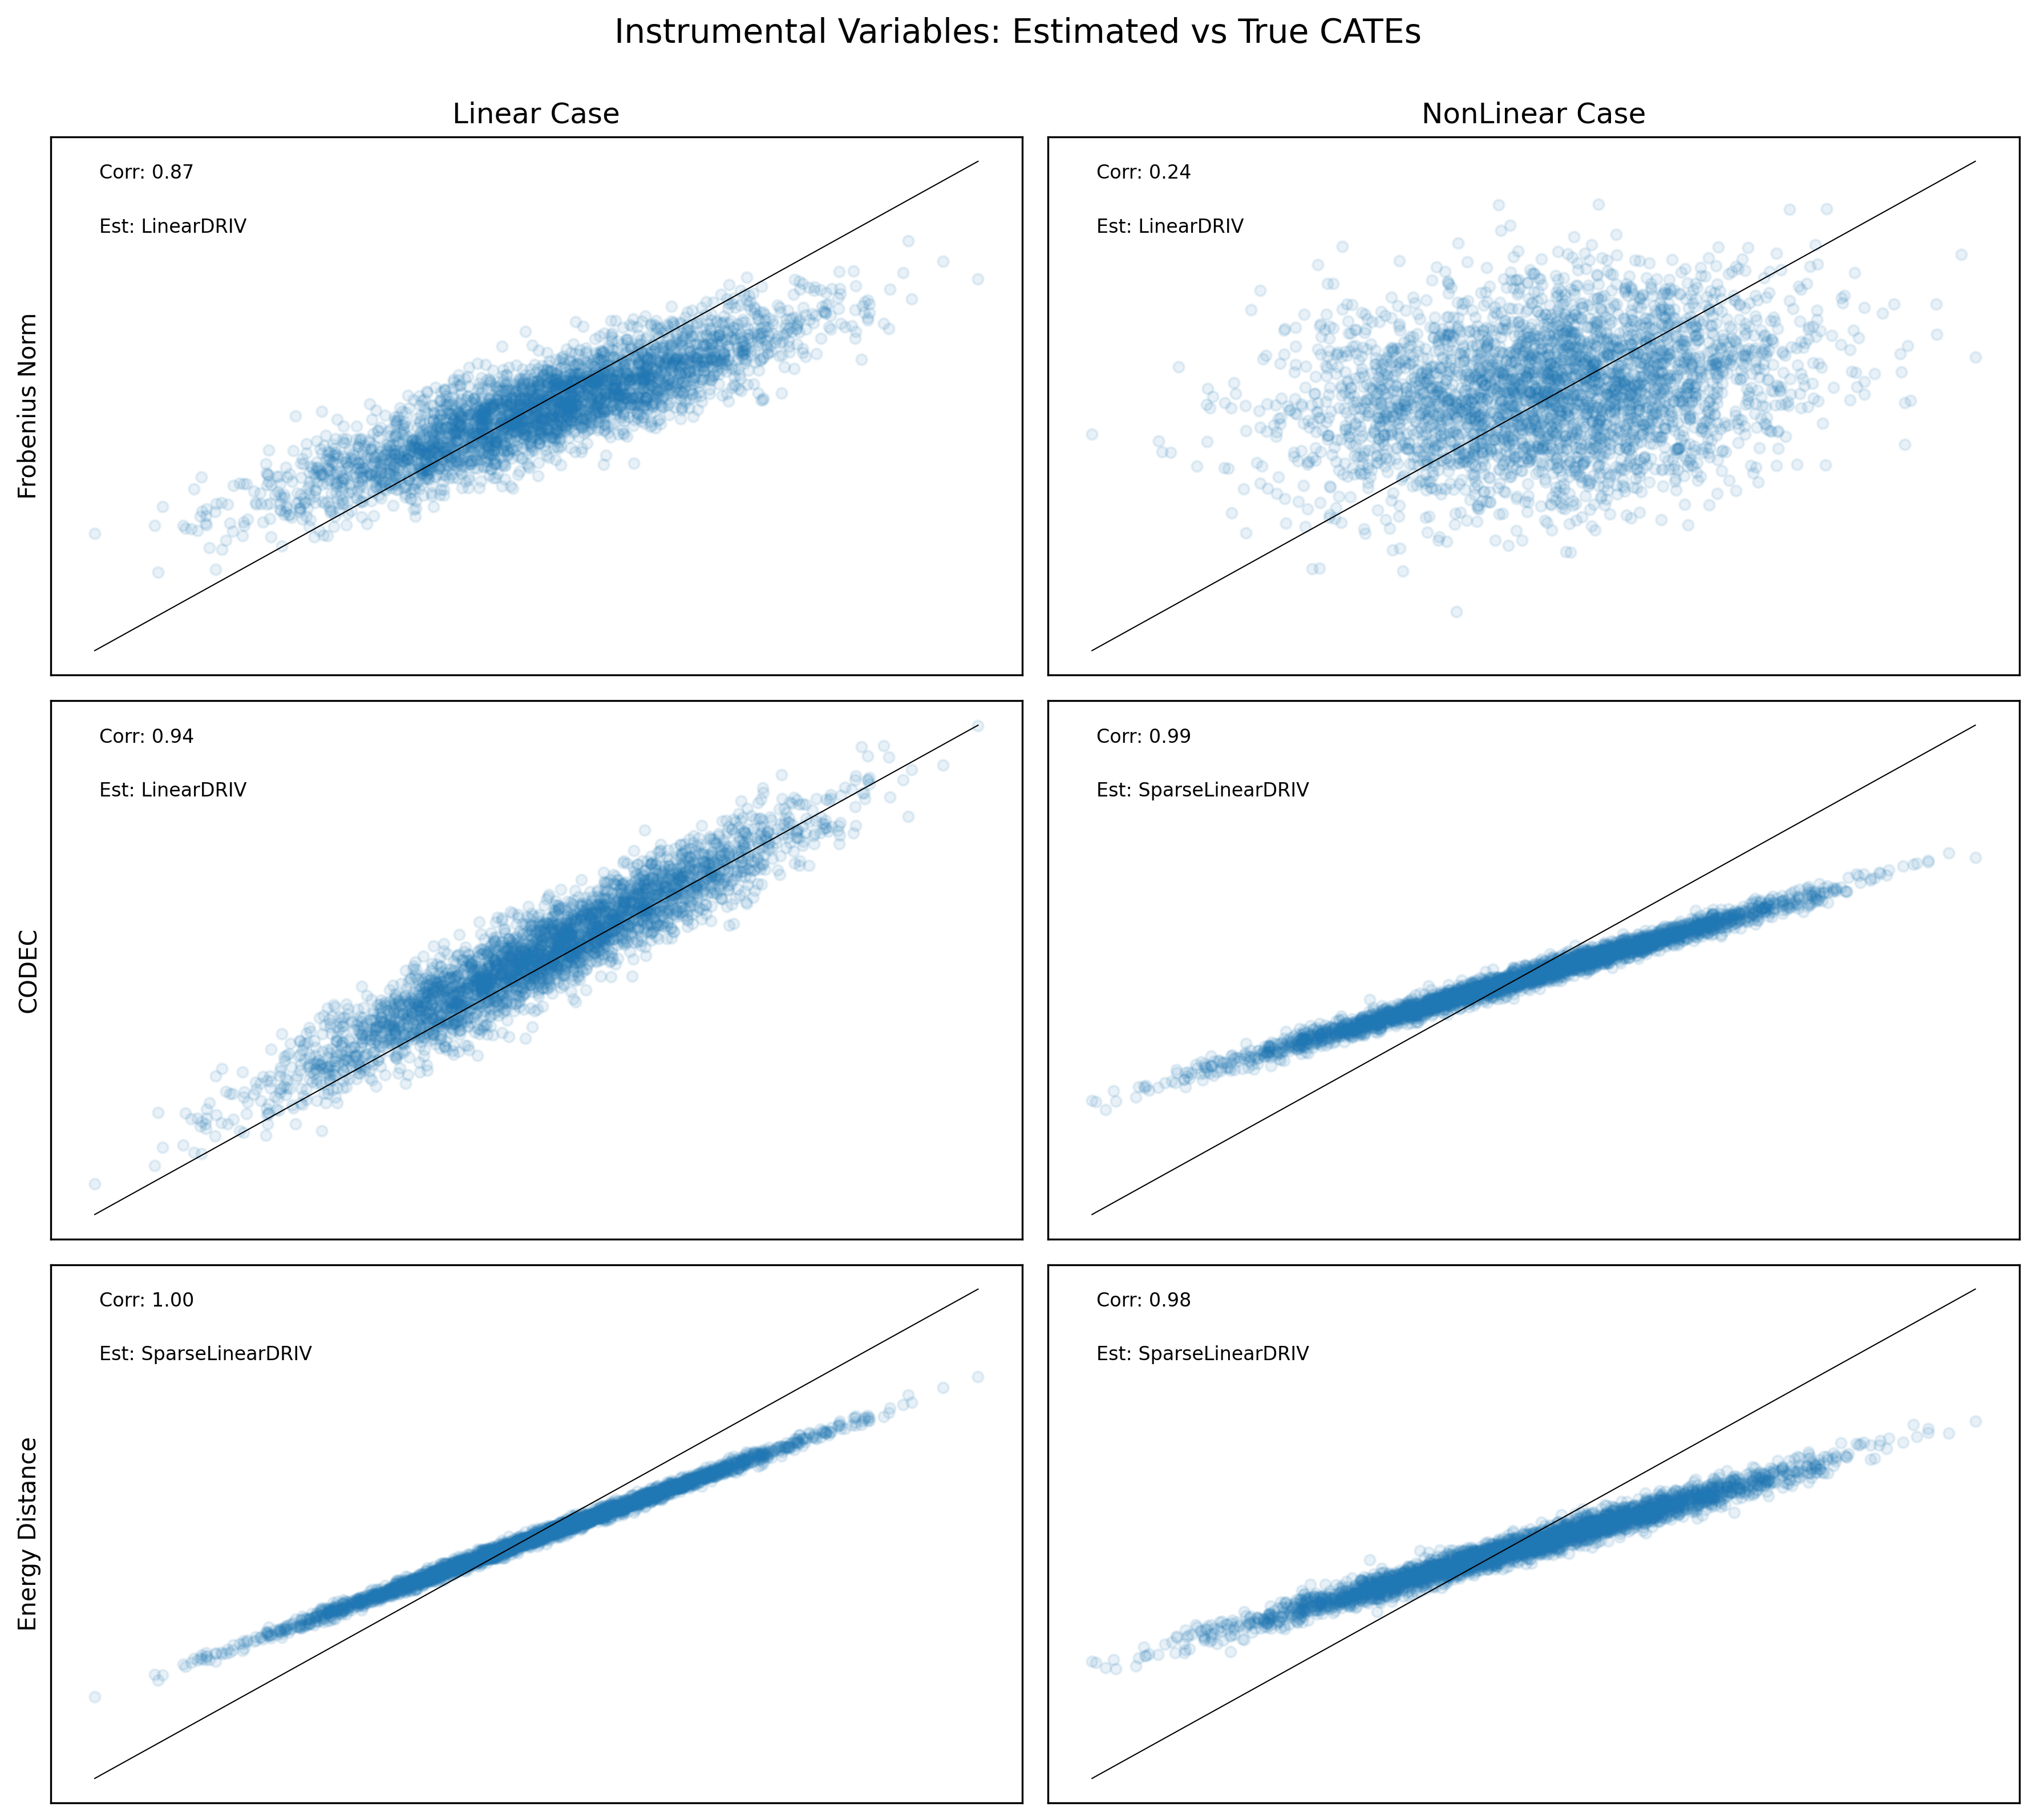 Instrumental Variables: Estimated vs True CATEs
Linear Case
NonLinear Case
Frobenius Norm
Corr: 0.87
Est: LinearDRIV
Corr: 0.24
Est: LinearDRIV
CODEC
Corr: 0.94
Est: LinearDRIV
Corr: 0.99
Est: SparseLinearDRIV
Energy Distance
Corr: 1.00
Est: SparseLinearDRIV
Corr: 0.98
Est: SparseLinearDRIV